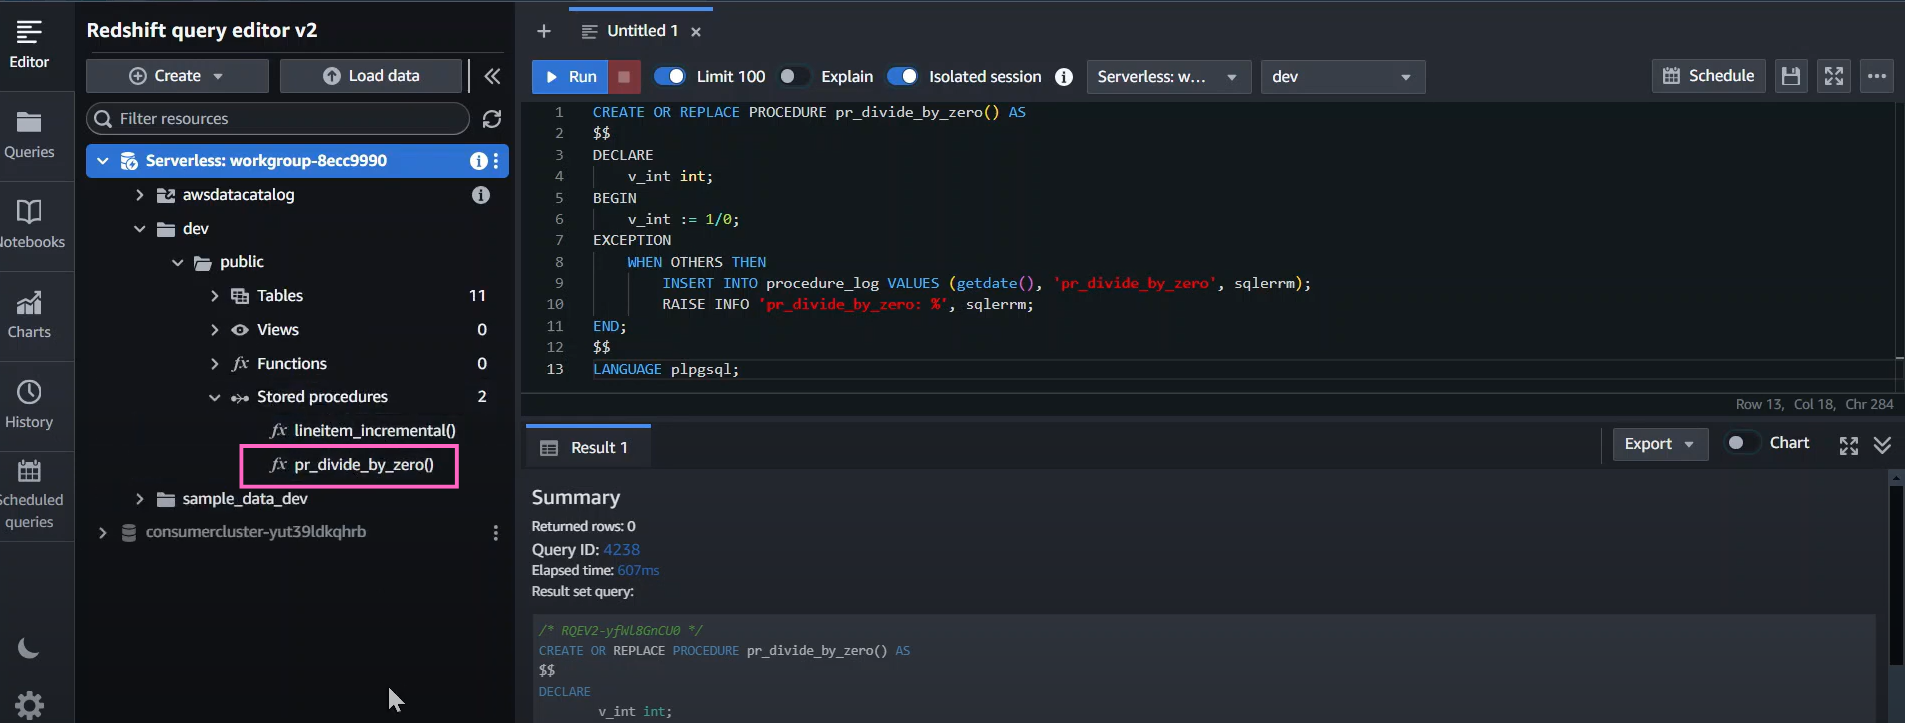 Editor
Queries
Notebooks
Charts
History
Scheduled
queries
Redshift query editor v2
Create
Load data
Filter resources
Serverless: workgroup-8ecc9990
awsdatacatalog
dev
public
Tables 11
Views 0
fx Functions 0
Stored procedures 2
fx lineitem_incremental()
fx pr_divide_by_zero()
sample_data_dev
consumercluster-yut39ldkqhrb
+ Untitled 1 ×
Run Limit 100 Explain Isolated session Serverless: w... dev Schedule
1 CREATE OR REPLACE PROCEDURE pr_divide_by_zero() AS
2 $$
3 DECLARE
4 v_int int;
5 BEGIN
6 v_int := 1/0;
7 EXCEPTION
8 WHEN OTHERS THEN
9 INSERT INTO procedure_log VALUES (getdate(), 'pr_divide_by_zero', sqlerrm);
10 RAISE INFO 'pr_divide_by_zero: %', sqlerrm;
11 END;
12 $$
13 LANGUAGE plpgsql;
Row 13, Col 18, Chr 284
Result 1 Export Chart
Summary
Returned rows: 0
Query ID: 4238
Elapsed time: 607ms
Result set query:
/* RQEV2-yfWl8GnCU0 */
CREATE OR REPLACE PROCEDURE pr_divide_by_zero() AS
$$
DECLARE
v_int int;